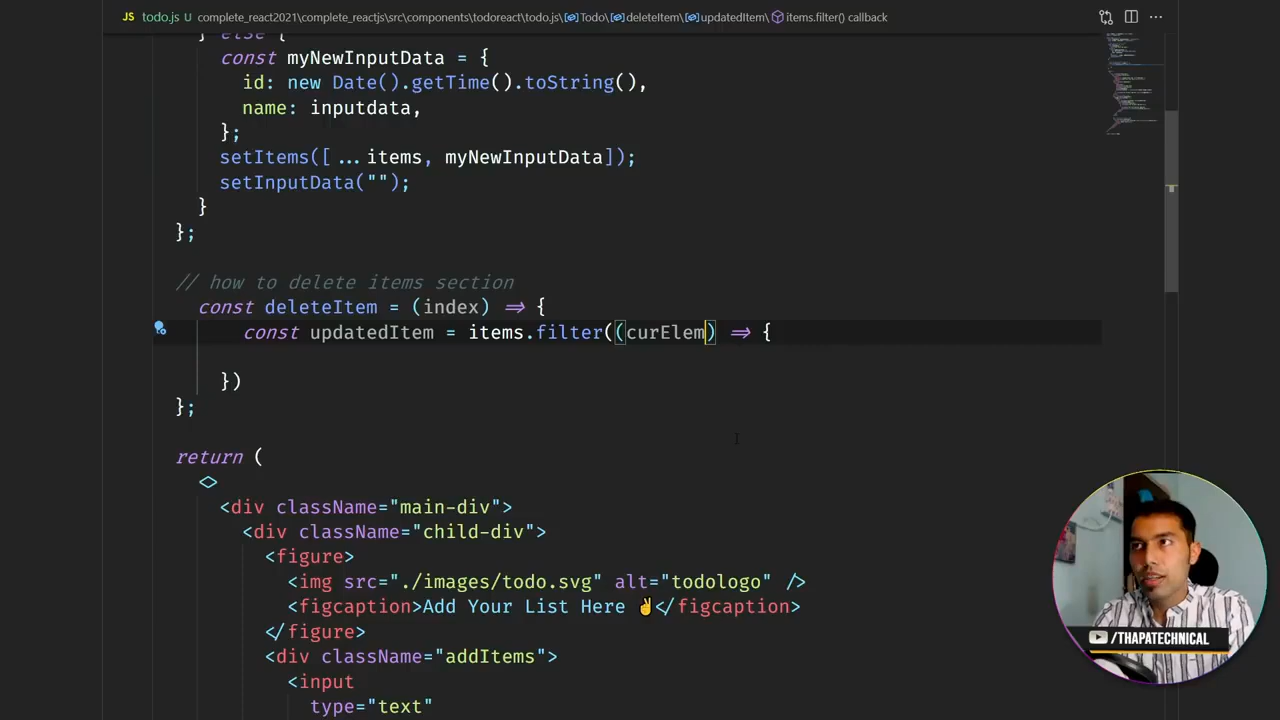 JS todo.js U complete_react2021\complete_reactjs\src\components\todoreact\todo.js\Todo\deleteItem\updatedItem\items.filter() callback
} else {
const myNewInputData = {
id: new Date().getTime().toString(),
name: inputdata,
};
setItems([...items, myNewInputData]);
setInputData("");
}
};
// how to delete items section
const deleteItem = (index) => {
const updatedItem = items.filter((curElem) => {
})
};
return (
<>
<div className="main-div">
<div className="child-div">
<figure>
<img src="./images/todo.svg" alt="todologo" />
<figcaption>Add Your List Here ✌</figcaption>
</figure>
<div className="addItems">
<input
type="text"
/THAPATECHNICAL